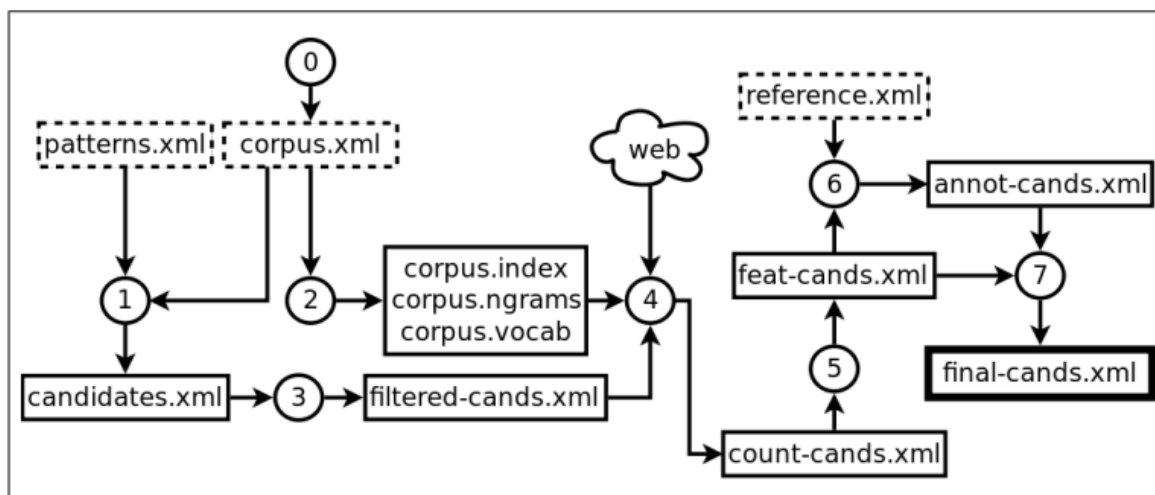 0
patterns.xml
corpus.xml
1
2
corpus.index
corpus.ngrams
corpus.vocab
candidates.xml
3
filtered-cands.xml
web
4
count-cands.xml
5
feat-cands.xml
reference.xml
6
annot-cands.xml
7
final-cands.xml